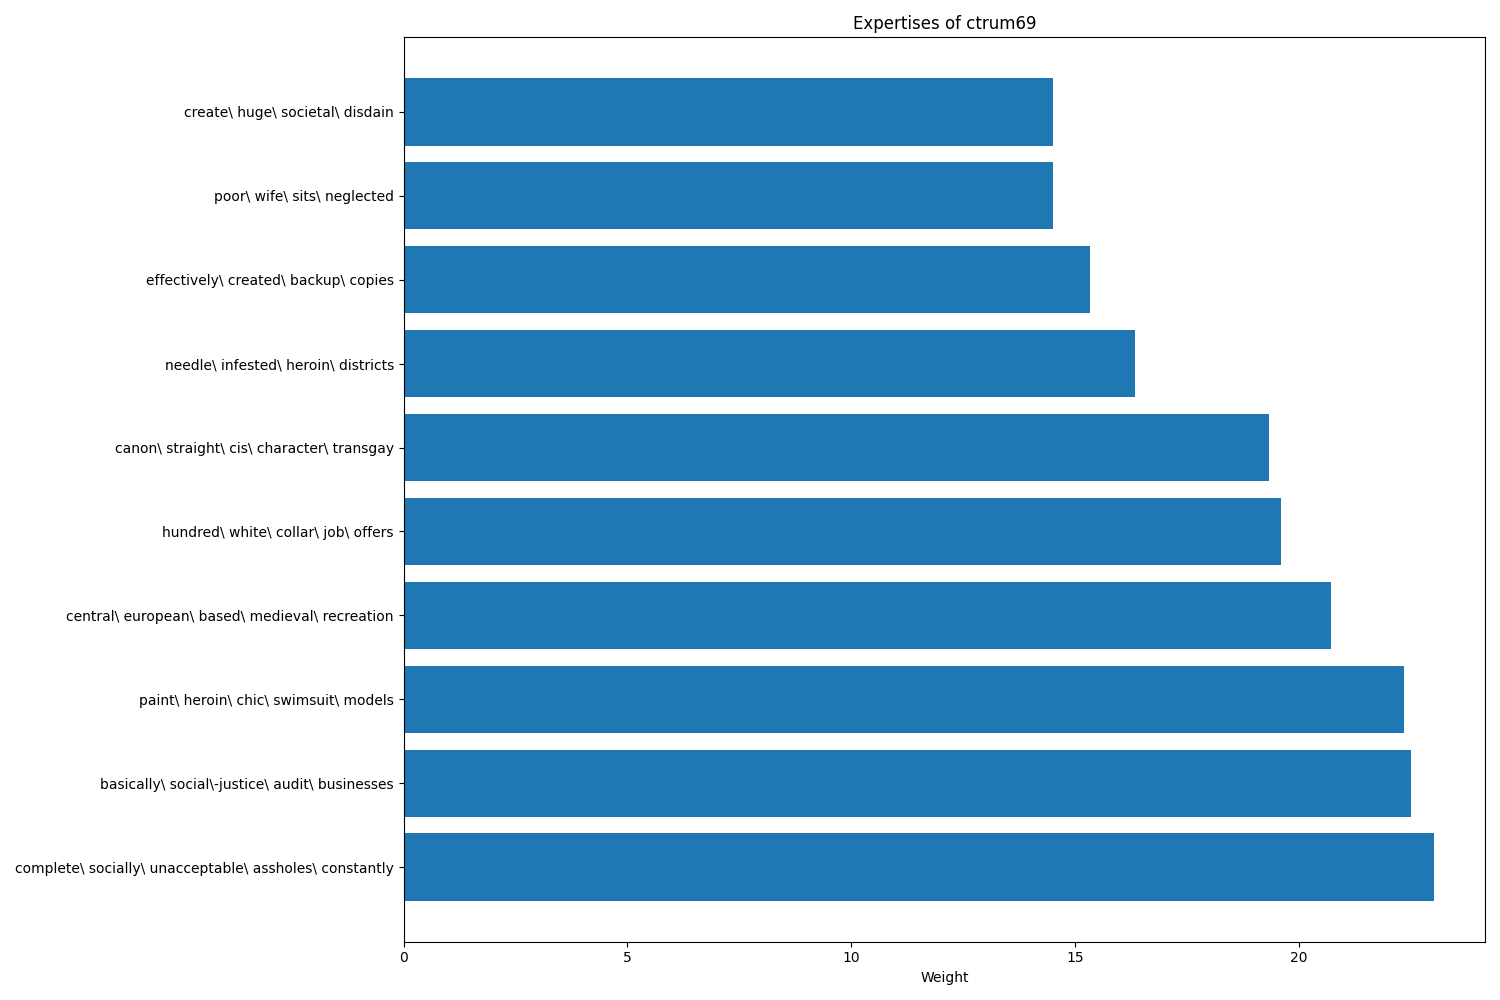 Expertises of ctrum69
create\ huge\ societal\ disdain
poor\ wife\ sits\ neglected
effectively\ created\ backup\ copies
needle\ infested\ heroin\ districts
canon\ straight\ cis\ character\ transgay
hundred\ white\ collar\ job\ offers
central\ european\ based\ medieval\ recreation
paint\ heroin\ chic\ swimsuit\ models
basically\ social\-justice\ audit\ businesses
complete\ socially\ unacceptable\ assholes\ constantly
0 5 10 15 20
Weight